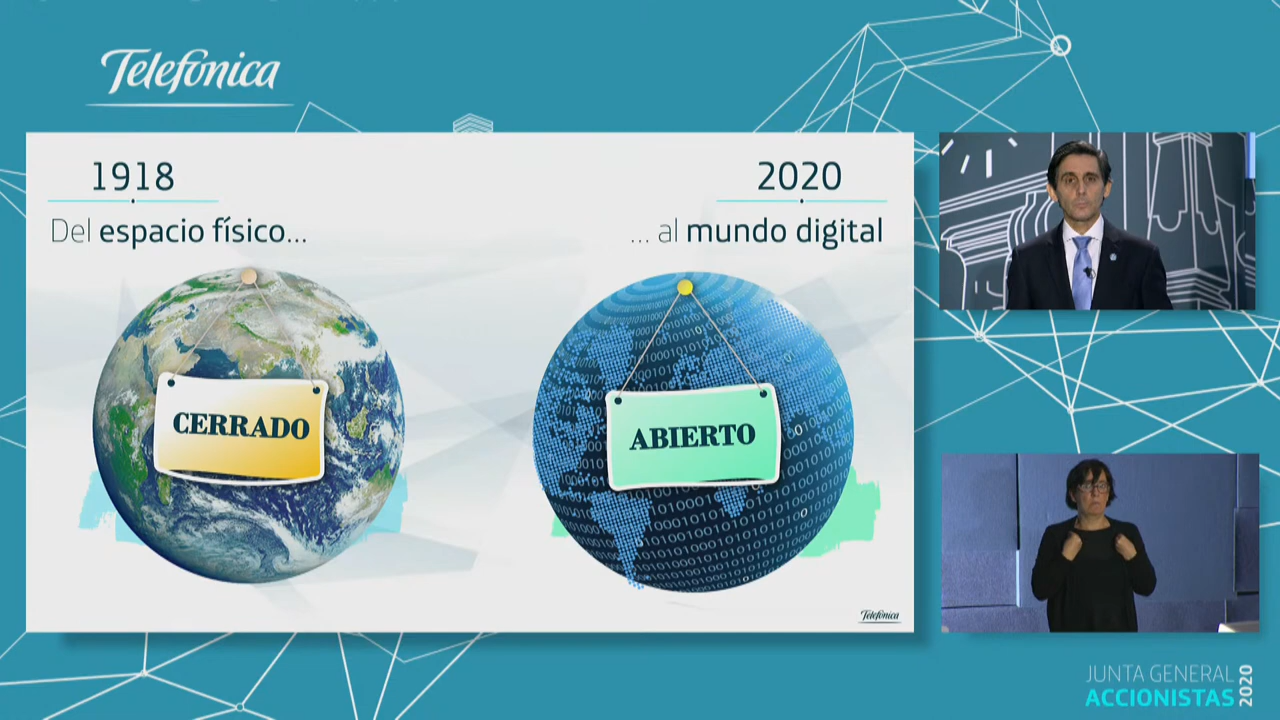 Telefónica
1918
2020
Del espacio físico...
... al mundo digital
CERRADO
ABIERTO
Telefónica
JUNTA GENERAL
ACCIONISTAS
2020